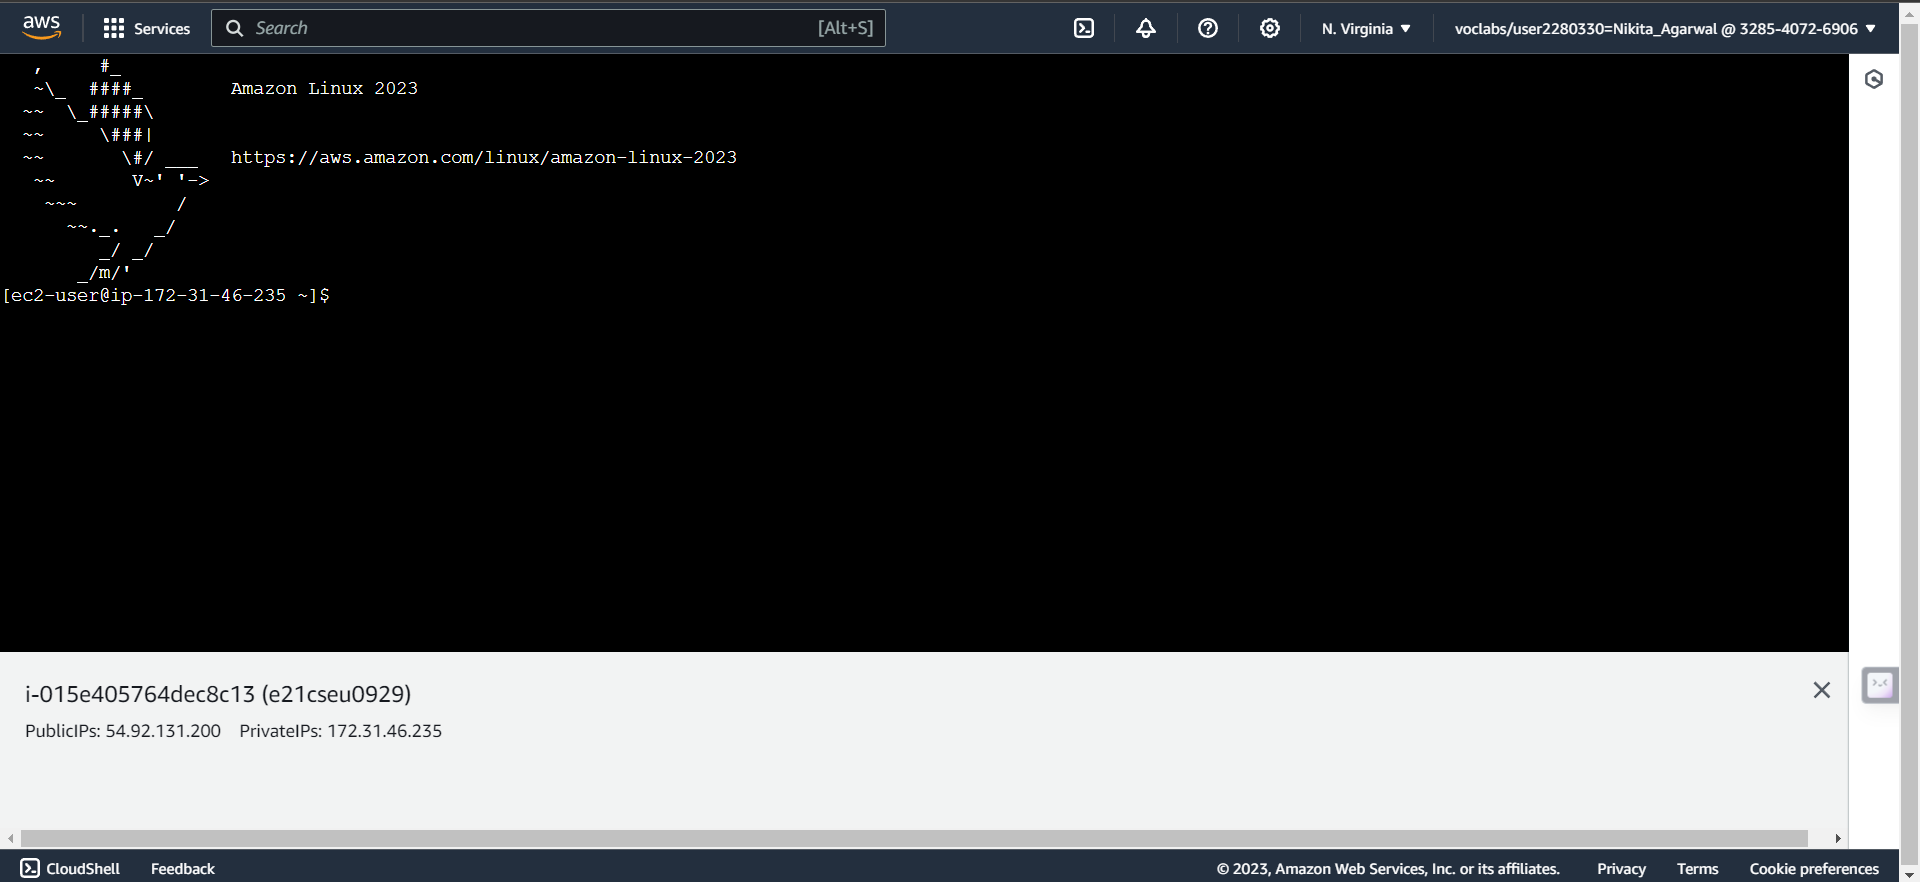 aws Services Search [Alt+S] N. Virginia voclabs/user2280330=Nikita_Agarwal @ 3285-4072-6906
   ,     #_
   ~\_  ####_        Amazon Linux 2023
  ~~  \_#####\
  ~~     \###|
  ~~       \#/ ___   https://aws.amazon.com/linux/amazon-linux-2023
   ~~       V~' '->
    ~~~         /
      ~~._.   _/
         _/ _/
       _/m/'
[ec2-user@ip-172-31-46-235 ~]$
i-015e405764dec8c13 (e21cseu0929)
PublicIPs: 54.92.131.200 PrivateIPs: 172.31.46.235
CloudShell Feedback © 2023, Amazon Web Services, Inc. or its affiliates. Privacy Terms Cookie preferences